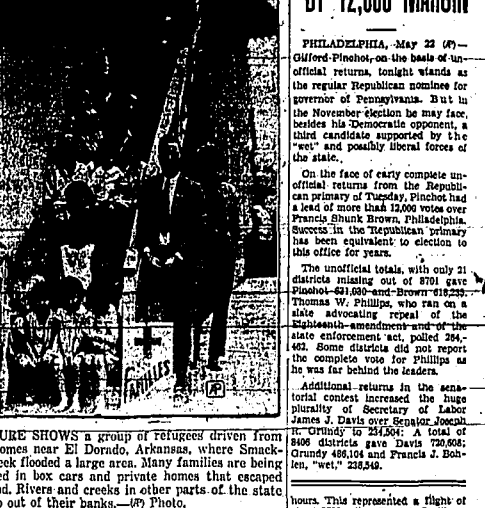 BY 12,000 MARGIN
PHILADELPHIA, May 22 (AP)—
Gifford Pinchot, on the basis of un-
official returns, tonight stands as
the regular Republican nominee for
governor of Pennsylvania. But in
the November election he may face,
besides his Democratic opponent, a
third candidate supported by the
"wet" and possibly liberal forces of
the state.
On the face of early complete un-
official returns from the Republi-
can primary of Tuesday, Pinchot had
a lead of more than 12,000 votes over
Francis Shunk Brown, Philadelphia.
Success in the Republican primary
has been equivalent to election to
this office for years.
The unofficial totals, with only 21
districts missing out of 8701 gave
Pinchot 631,030 and Brown 618,233.
Thomas W. Phillips, who ran on a
slate advocating repeal of the
Eighteenth amendment and of the
state enforcement act, polled 264,-
462. Some districts did not report
the complete vote for Phillips as
he was far behind the leaders.
Additional returns in the sena-
torial contest increased the huge
plurality of Secretary of Labor
James J. Davis over Senator Joseph
R. Grundy to 234,504: A total of
8406 districts gave Davis 720,608;
Grundy 486,104 and Francis J. Boh-
len, "wet," 238,549.
hours. This represented a flight of
FAMILIES
AP
URE SHOWS a group of refugees driven from
omes near El Dorado, Arkansas, where Smack-
eek flooded a large area. Many families are being
ed in box cars and private homes that escaped
d. Rivers and creeks in other parts of the state
out of their banks.—(AP) Photo.